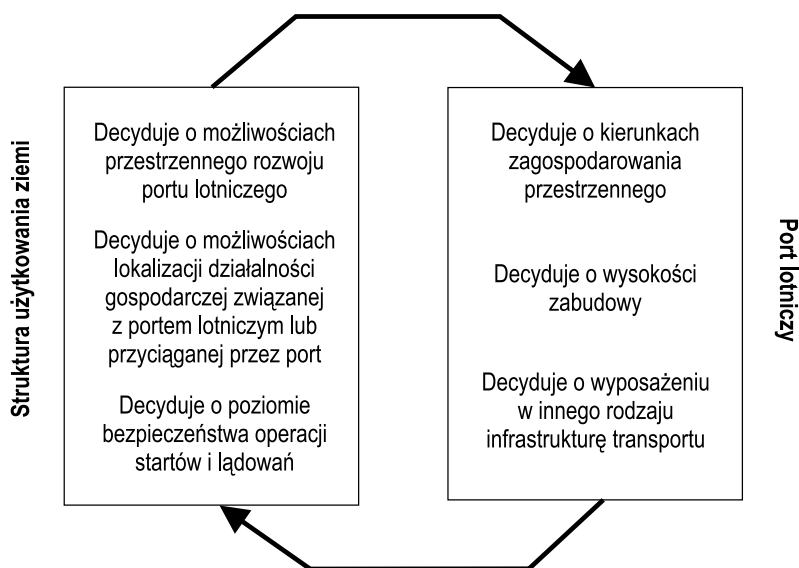 Struktura użytkowania ziemi
Decyduje o możliwościach
przestrzennego rozwoju
portu lotniczego
Decyduje o możliwościach
lokalizacji działalności
gospodarczej związanej
z portem lotniczym lub
przyciąganej przez port
Decyduje o poziomie
bezpieczeństwa operacji
startów i lądowań
Decyduje o kierunkach
zagospodarowania
przestrzennego
Decyduje o wysokości
zabudowy
Decyduje o wyposażeniu
w innego rodzaju
infrastrukturę transportu
Port lotniczy